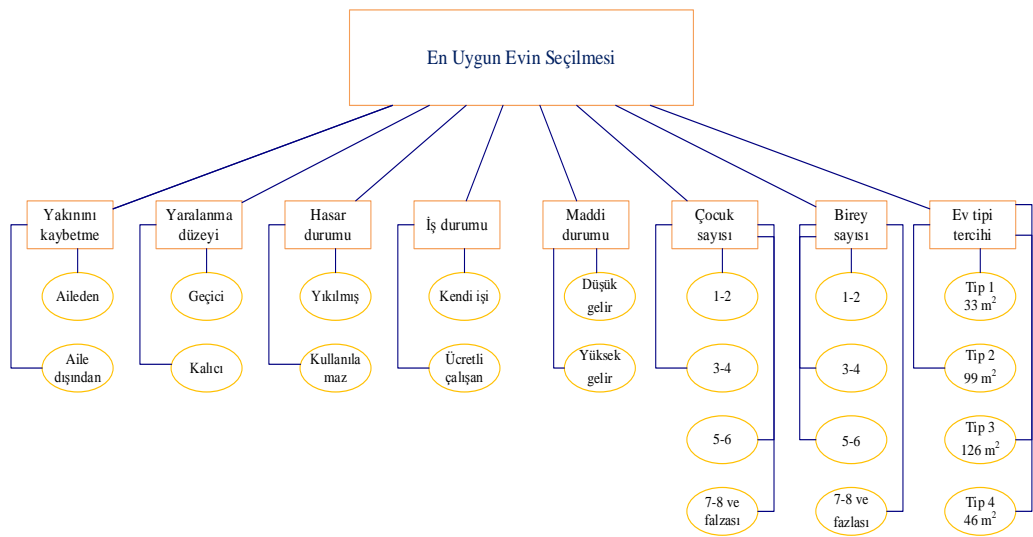 En Uygun Evin Seçilmesi
Yakınını
kaybetme
Yaralanma
düzeyi
Hasar
durumu
İş durumu
Maddi
durumu
Çocuk
sayısı
Birey
sayısı
Ev tipi
tercihi
Aileden
Geçici
Yıkılmış
Kendi işi
Düşük
gelir
1-2
1-2
Tip 1
33 m²
Aile
dışından
Kalıcı
Kullanıla
maz
Ücretli
çalışan
Yüksek
gelir
3-4
3-4
Tip 2
99 m²
5-6
5-6
Tip 3
126 m²
7-8 ve
falzası
7-8 ve
fazlası
Tip 4
46 m²